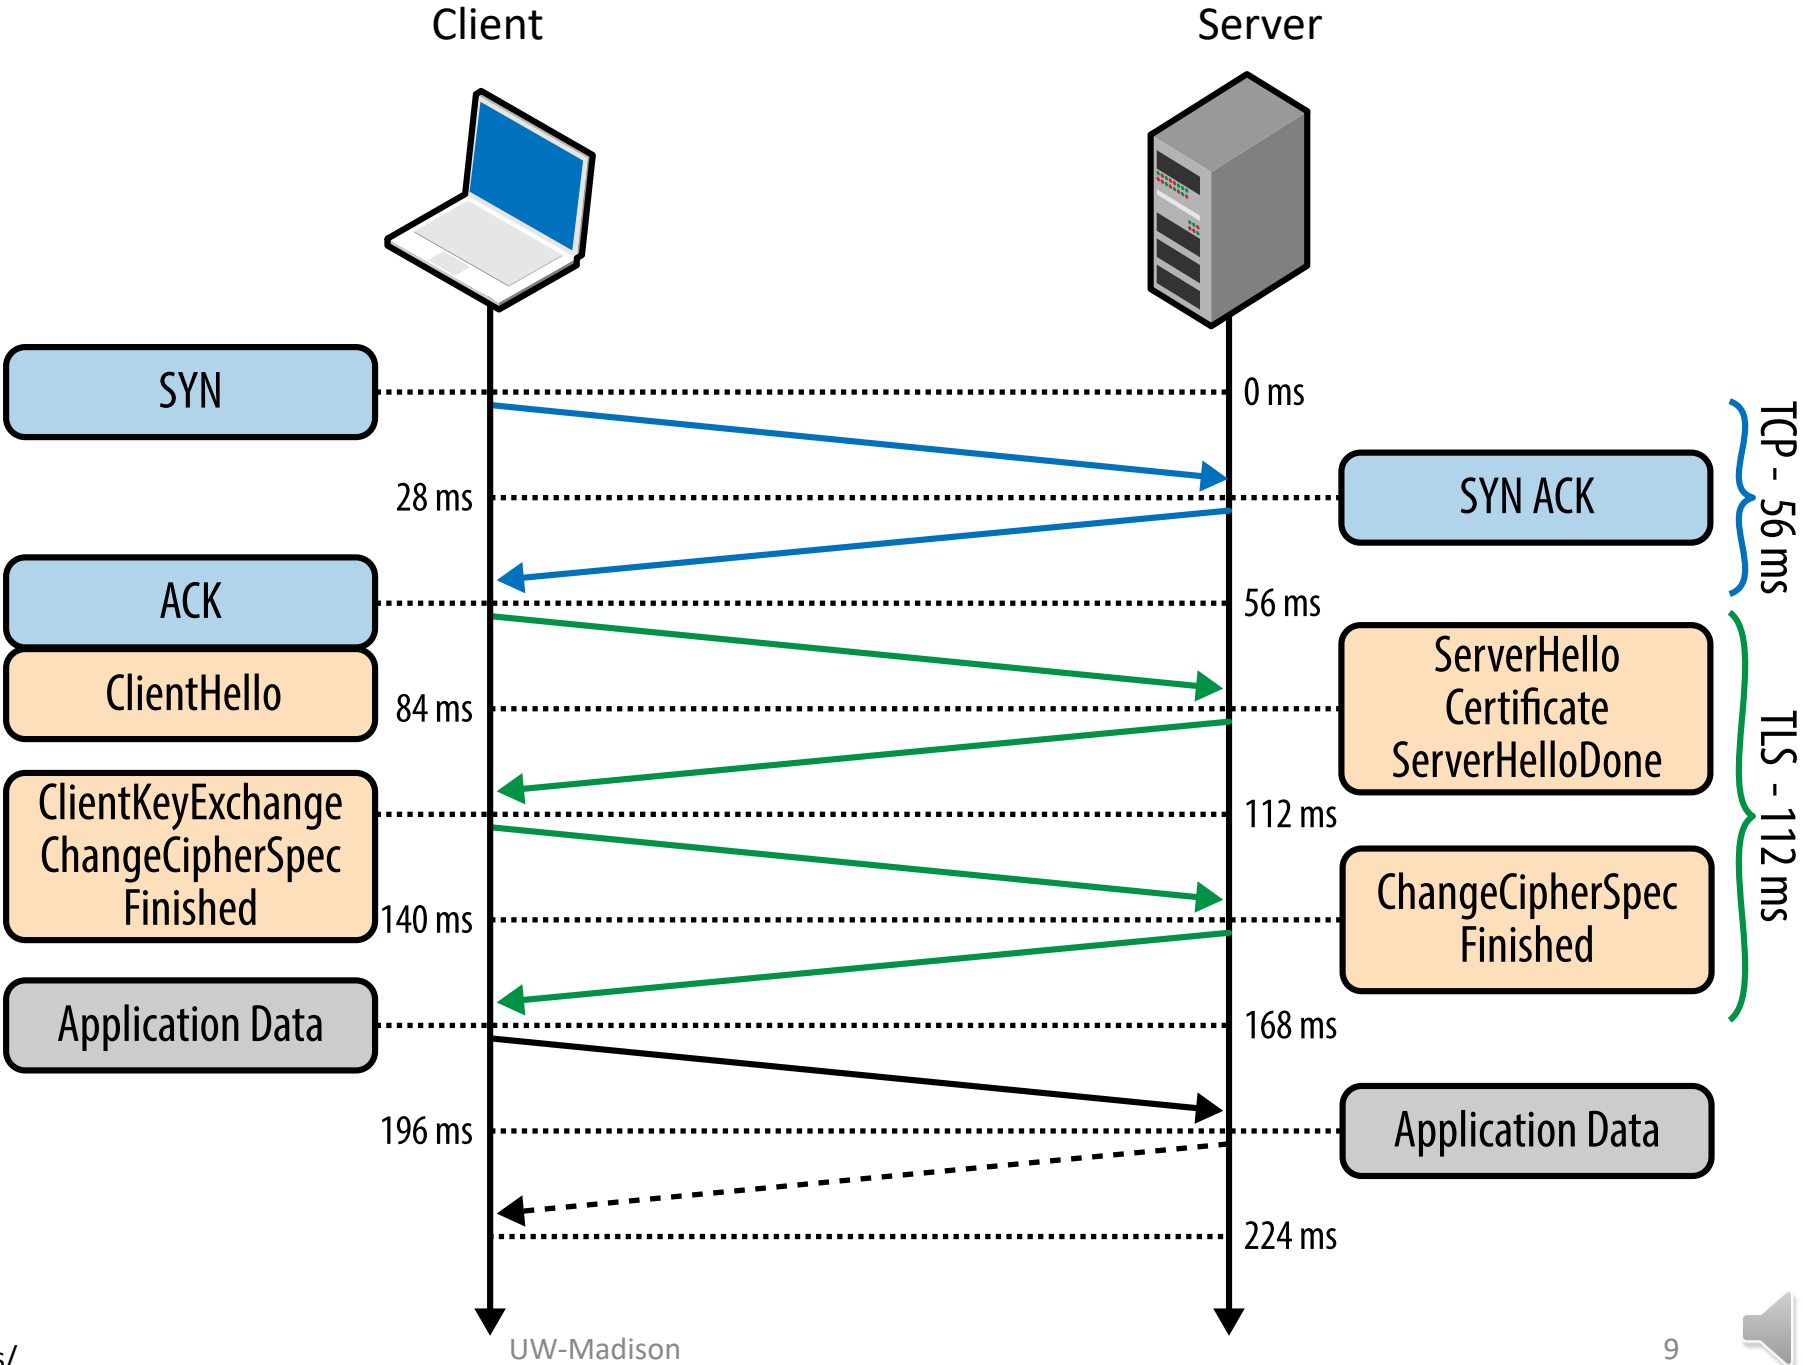 Client
Server
SYN
0 ms
28 ms
SYN ACK
TCP - 56 ms
ACK
56 ms
ClientHello
84 ms
ServerHello
Certificate
ServerHelloDone
TLS - 112 ms
ClientKeyExchange
ChangeCipherSpec
Finished
112 ms
140 ms
ChangeCipherSpec
Finished
Application Data
168 ms
196 ms
Application Data
224 ms
s/
UW-Madison
9